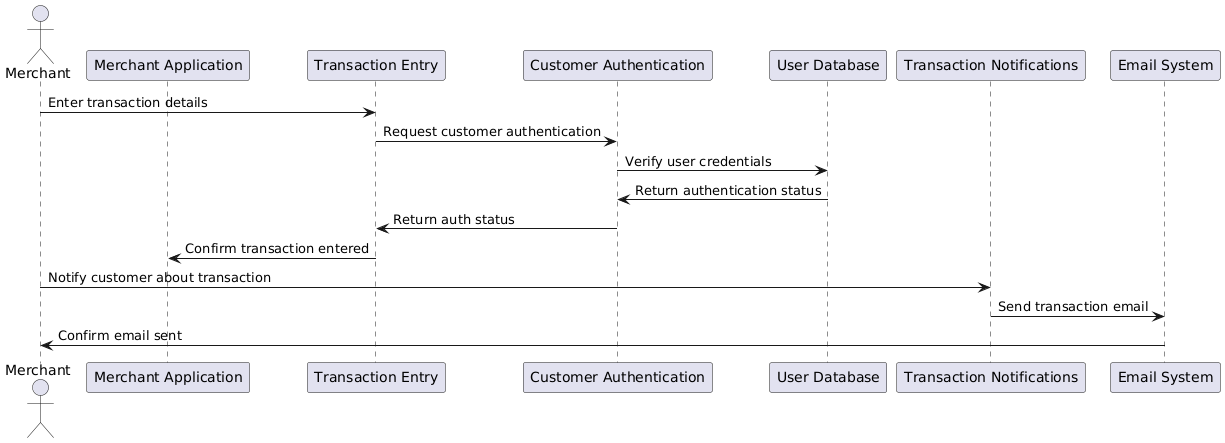 Merchant
Merchant Application
Transaction Entry
Customer Authentication
User Database
Transaction Notifications
Email System
Enter transaction details
Request customer authentication
Verify user credentials
Return authentication status
Return auth status
Confirm transaction entered
Notify customer about transaction
Send transaction email
Confirm email sent
Merchant
Merchant Application
Transaction Entry
Customer Authentication
User Database
Transaction Notifications
Email System